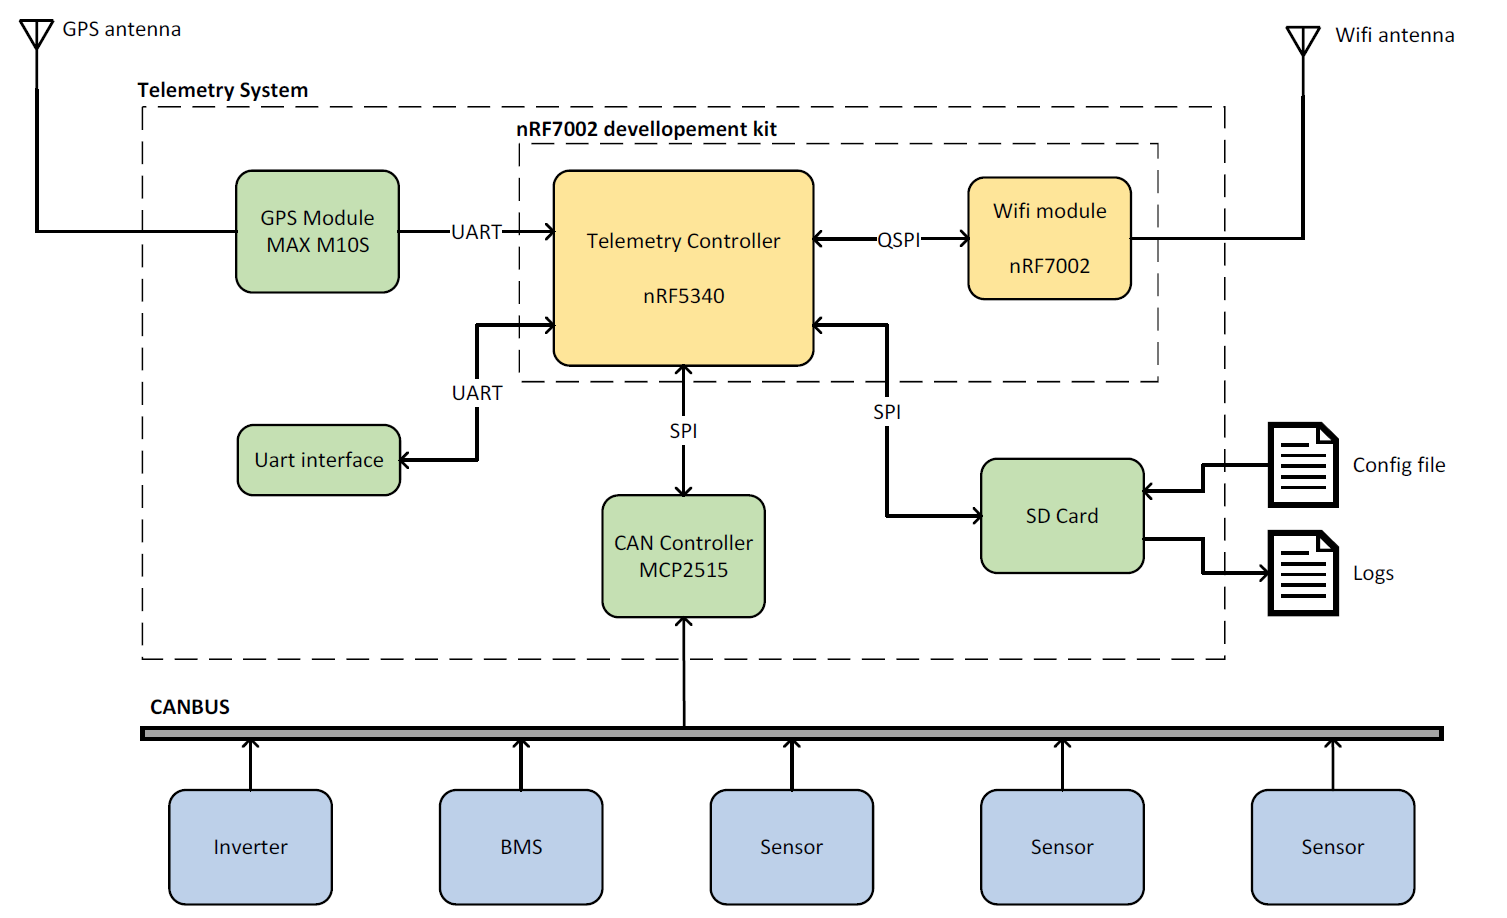 GPS antenna
Wifi antenna
Telemetry System
nRF7002 devellopement kit
GPS Module
MAX M10S
UART
Telemetry Controller
nRF5340
QSPI
Wifi module
nRF7002
UART
SPI
SPI
Uart interface
CAN Controller
MCP2515
SD Card
Config file
Logs
CANBUS
Inverter
BMS
Sensor
Sensor
Sensor